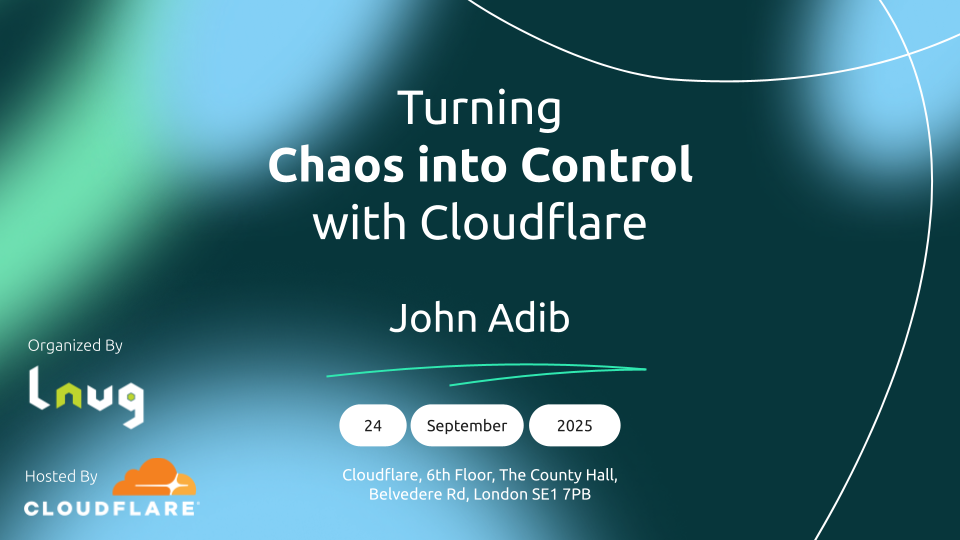 Turning
Chaos into Control
with Cloudflare
John Adib
Organized By
lnug
24 September 2025
Hosted By
CLOUDFLARE
Cloudflare, 6th Floor, The County Hall,
Belvedere Rd, London SE1 7PB